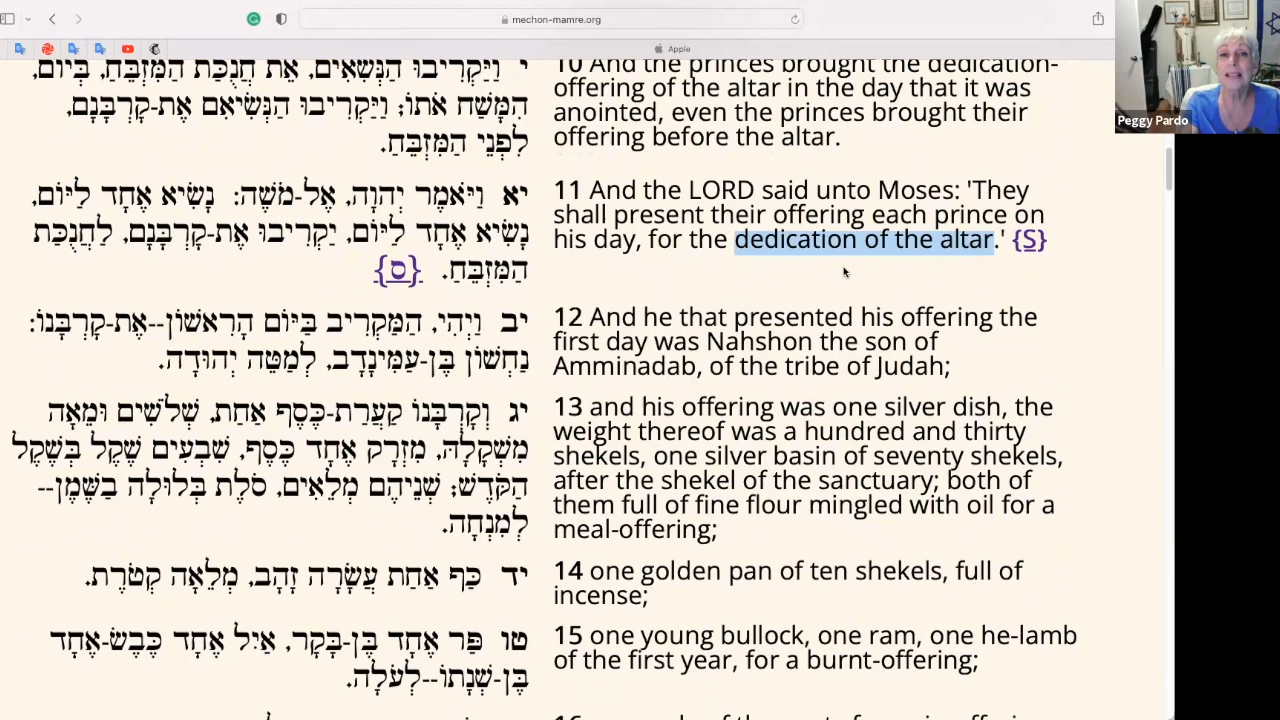 mechon-mamre.org
Apple
Peggy Pardo
י וַיַּקְרִיבוּ הַנְּשִׂאִים, אֵת חֲנֻכַּת הַמִּזְבֵּחַ, בְּיוֹם,
הִמָּשַׁח אֹתוֹ; וַיַּקְרִיבוּ הַנְּשִׂיאִם אֶת-קָרְבָּנָם,
לִפְנֵי הַמִּזְבֵּחַ.
10 And the princes brought the dedication-
offering of the altar in the day that it was
anointed, even the princes brought their
offering before the altar.
יא וַיֹּאמֶר יְהוָה, אֶל-מֹשֶׁה: נָשִׂיא אֶחָד לַיּוֹם,
נָשִׂיא אֶחָד לַיּוֹם, יַקְרִיבוּ אֶת-קָרְבָּנָם, לַחֲנֻכַּת
הַמִּזְבֵּחַ. {ס}
11 And the LORD said unto Moses: 'They
shall present their offering each prince on
his day, for the dedication of the altar.' {S}
יב וַיְהִי, הַמַּקְרִיב בַּיּוֹם הָרִאשׁוֹן--אֶת-קָרְבָּנוֹ:
נַחְשׁוֹן בֶּן-עַמִּינָדָב, לְמַטֵּה יְהוּדָה.
12 And he that presented his offering the
first day was Nahshon the son of
Amminadab, of the tribe of Judah;
יג וְקָרְבָּנוֹ קַעֲרַת-כֶּסֶף אַחַת, שְׁלֹשִׁים וּמֵאָה
מִשְׁקָלָהּ, מִזְרָק אֶחָד כֶּסֶף, שִׁבְעִים שֶׁקֶל בְּשֶׁקֶל
הַקֹּדֶשׁ; שְׁנֵיהֶם מְלֵאִים, סֹלֶת בְּלוּלָה בַשֶּׁמֶן--
לְמִנְחָה.
13 and his offering was one silver dish, the
weight thereof was a hundred and thirty
shekels, one silver basin of seventy shekels,
after the shekel of the sanctuary; both of
them full of fine flour mingled with oil for a
meal-offering;
יד כַּף אַחַת עֲשָׂרָה זָהָב, מְלֵאָה קְטֹרֶת.
14 one golden pan of ten shekels, full of
incense;
טו פַּר אֶחָד בֶּן-בָּקָר, אַיִל אֶחָד כֶּבֶשׂ-אֶחָד
בֶּן-שְׁנָתוֹ--לְעֹלָה.
15 one young bullock, one ram, one he-lamb
of the first year, for a burnt-offering;